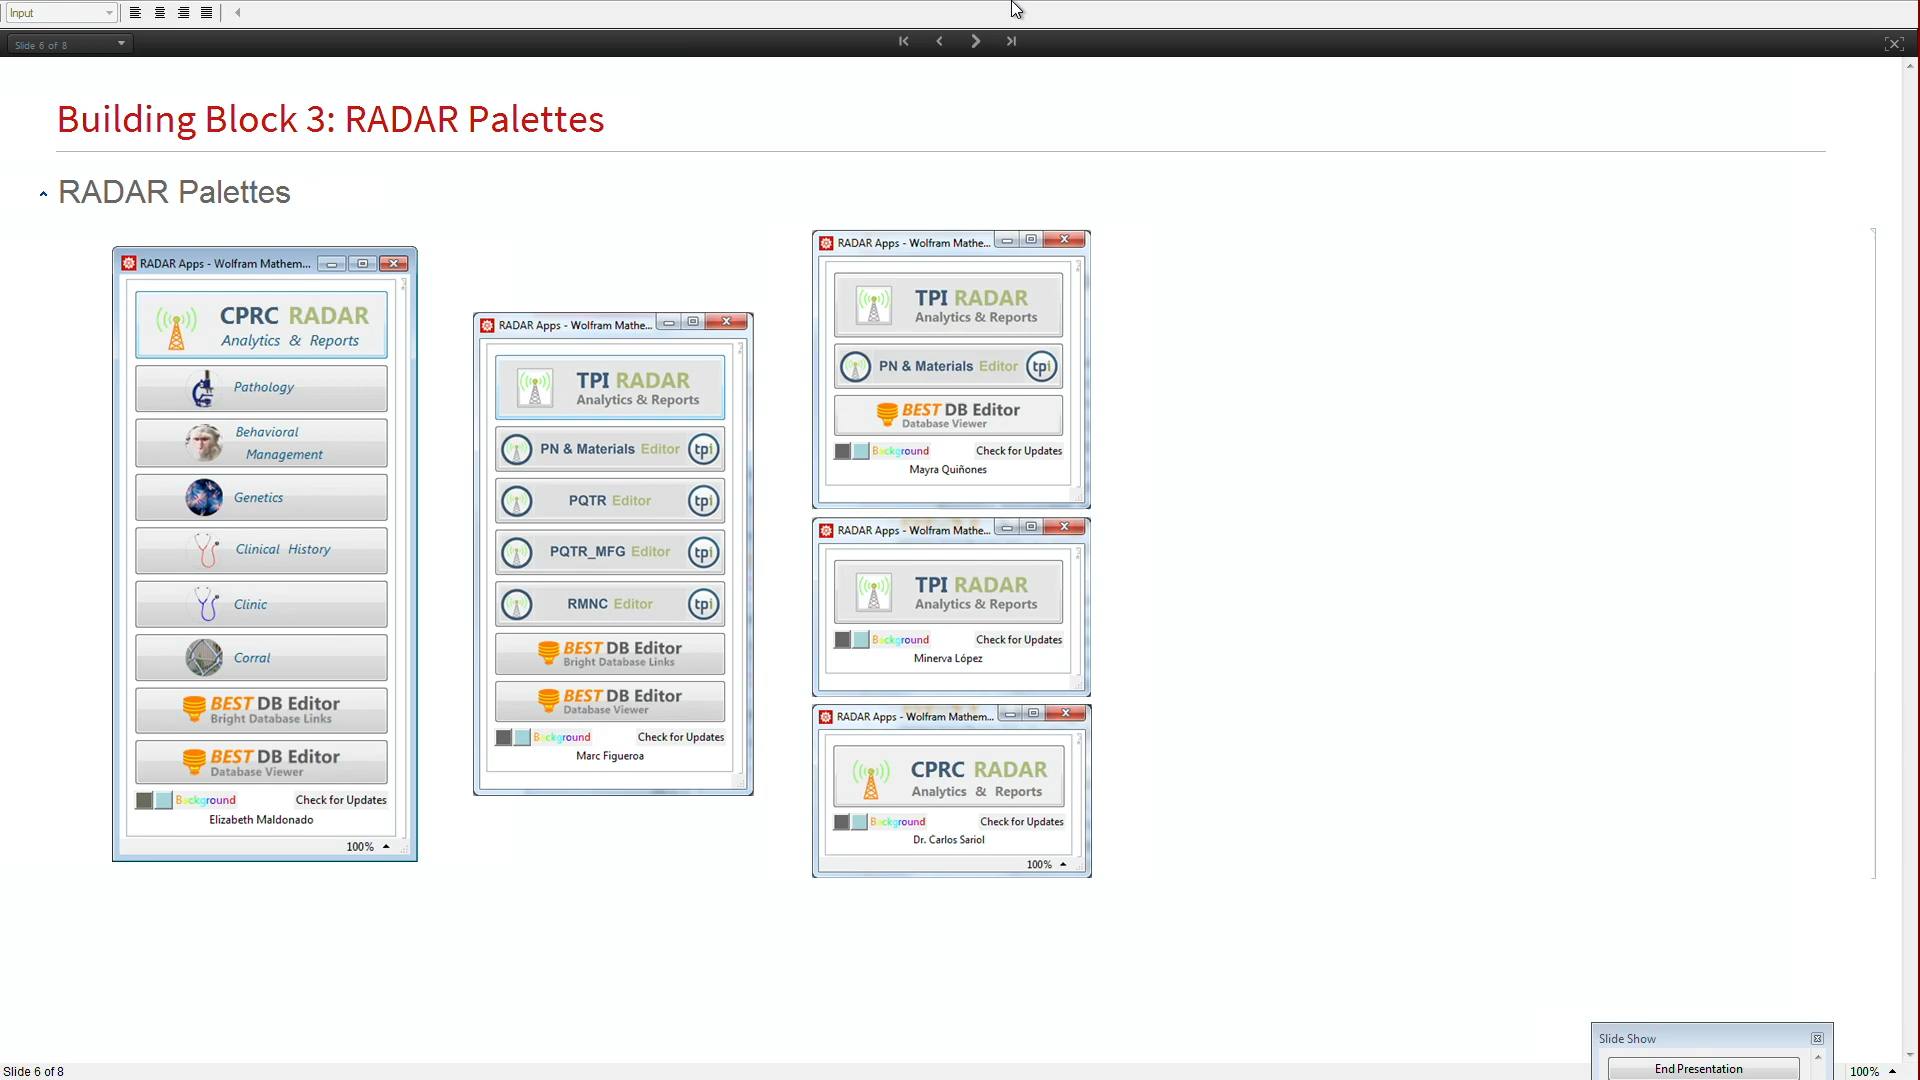 Input
Slide 6 of 8
Building Block 3: RADAR Palettes
RADAR Palettes
RADAR Apps - Wolfram Mathem...
CPRC RADAR
Analytics & Reports
Pathology
Behavioral
Management
Genetics
Clinical History
Clinic
Corral
BEST DB Editor
Bright Database Links
BEST DB Editor
Database Viewer
Background Check for Updates
Elizabeth Maldonado
100%
RADAR Apps - Wolfram Mathe...
TPI RADAR
Analytics & Reports
PN & Materials Editor tpi
PQTR Editor tpi
PQTR_MFG Editor tpi
RMNC Editor tpi
BEST DB Editor
Bright Database Links
BEST DB Editor
Database Viewer
Background Check for Updates
Marc Figueroa
RADAR Apps - Wolfram Mathe...
TPI RADAR
Analytics & Reports
PN & Materials Editor tpi
BEST DB Editor
Database Viewer
Background Check for Updates
Mayra Quiñones
RADAR Apps - Wolfram Mathe...
TPI RADAR
Analytics & Reports
Background Check for Updates
Minerva López
RADAR Apps - Wolfram Mathem...
CPRC RADAR
Analytics & Reports
Background Check for Updates
Dr. Carlos Sariol
100%
Slide Show
End Presentation
Slide 6 of 8
100%